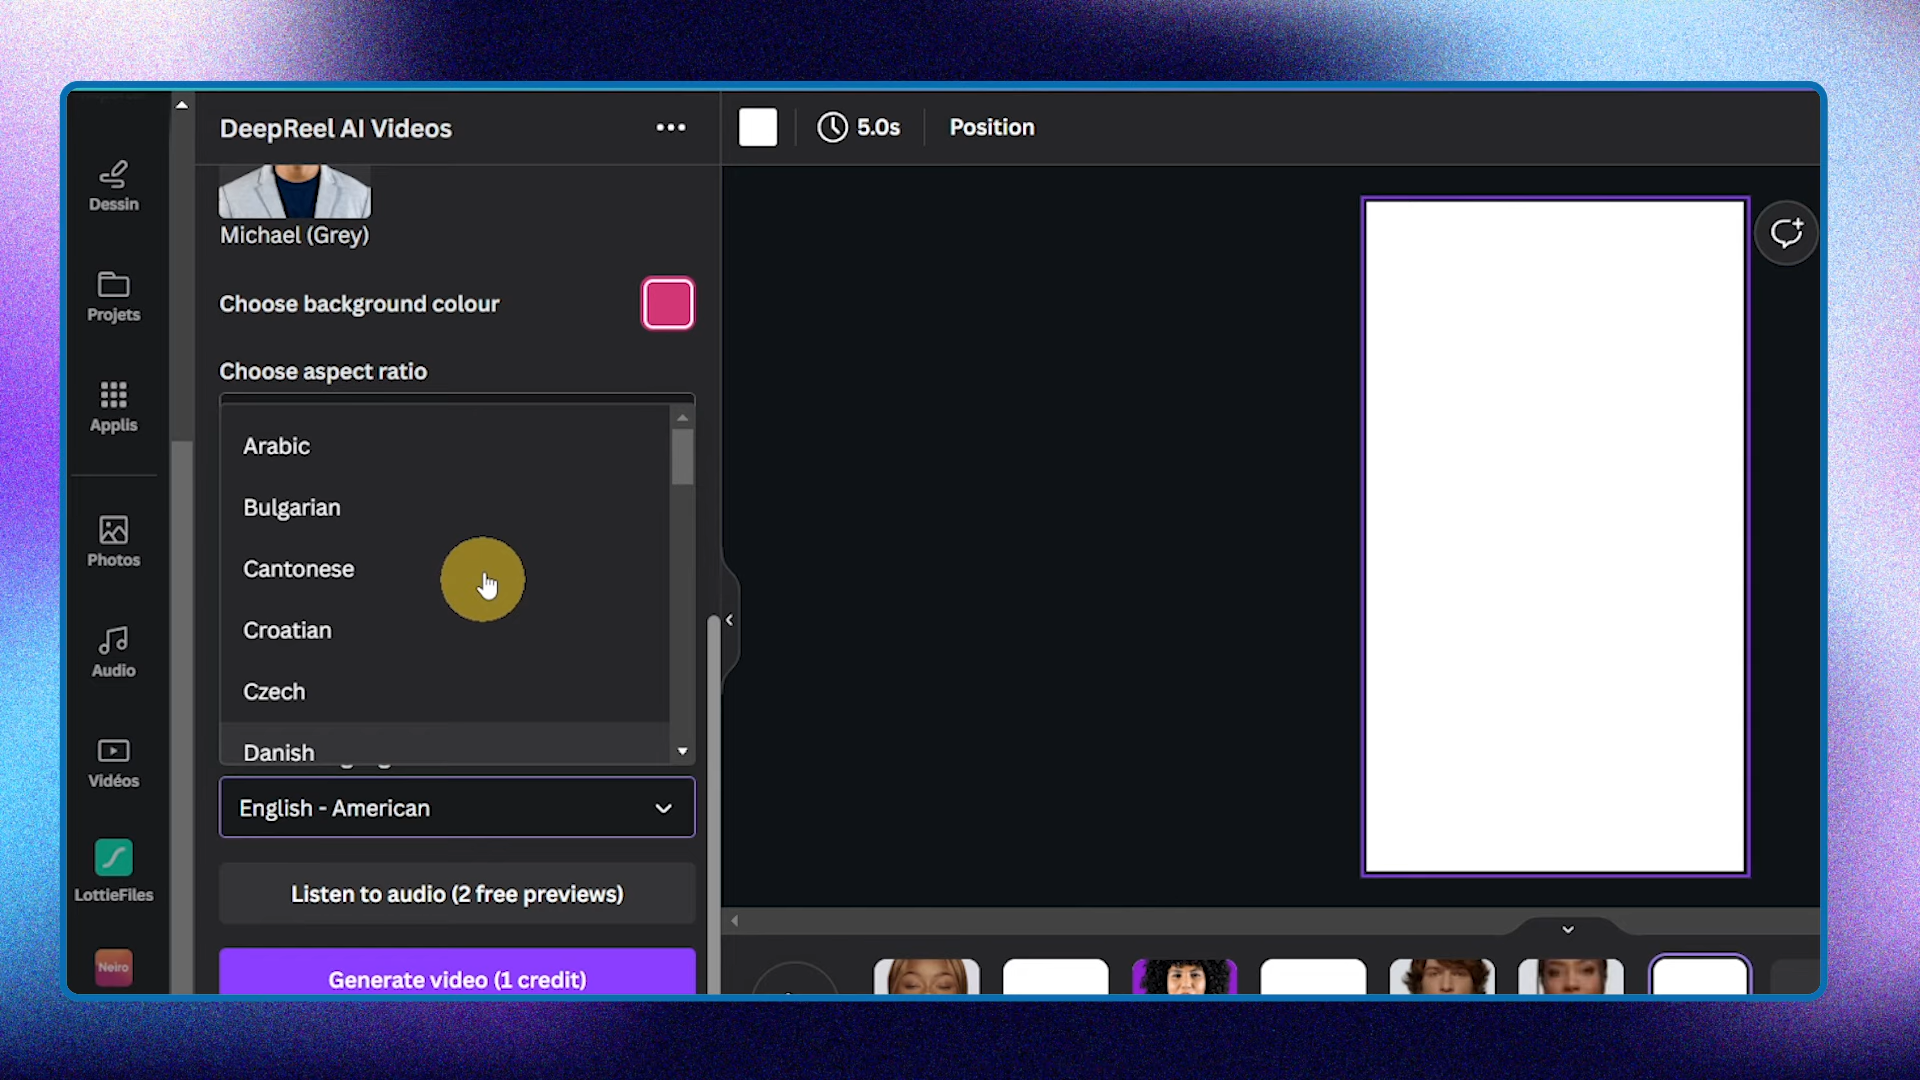 DeepReel AI Videos
5.0s
Position
Dessin
Projets
Applis
Photos
Audio
Vidéos
LottieFiles
Neiro
Michael (Grey)
Choose background colour
Choose aspect ratio
Arabic
Bulgarian
Cantonese
Croatian
Czech
Danish
English - American
Listen to audio (2 free previews)
Generate video (1 credit)